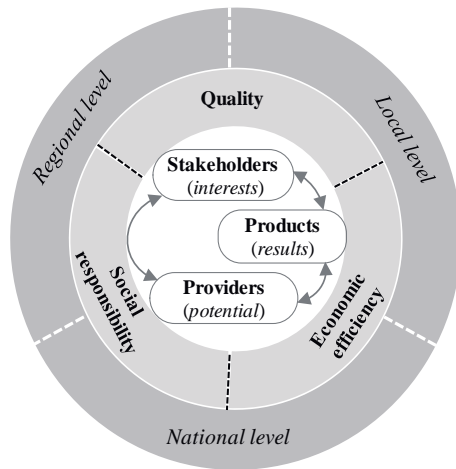 Regional level
Local level
Quality
Stakeholders
(interests)
Products
(results)
Providers
(potential)
Social
responsibility
Economic
efficiency
National level